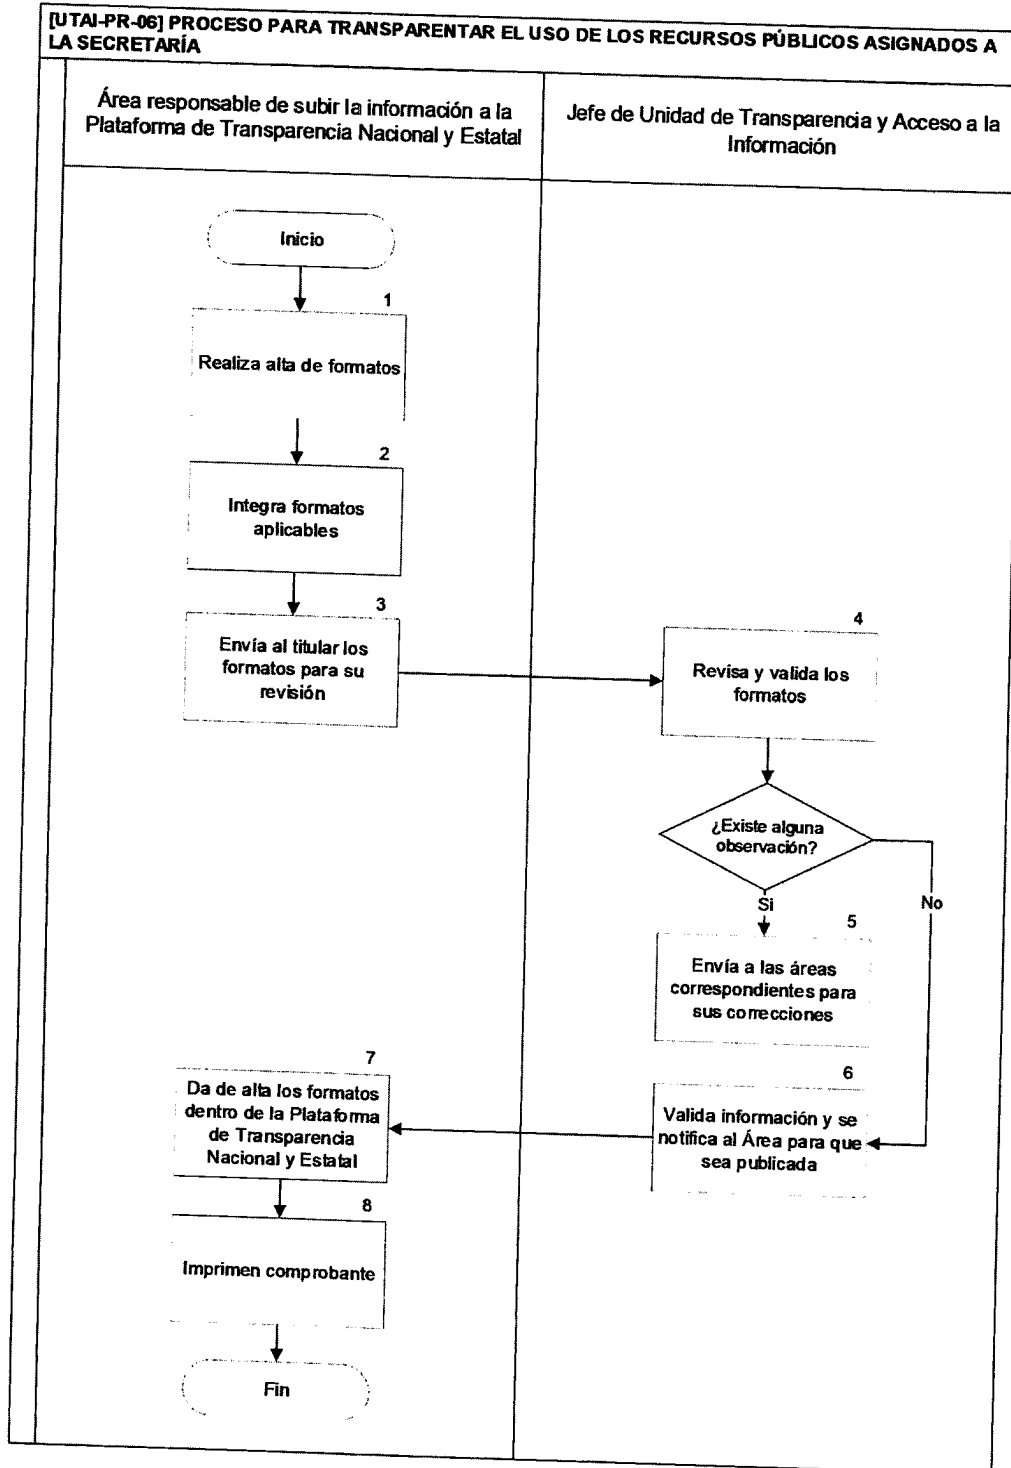 [UTAI-PR-06] PROCESO PARA TRANSPARENTAR EL USO DE LOS RECURSOS PÚBLICOS ASIGNADOS A
LA SECRETARÍA
Área responsable de subir la información a la
Plataforma de Transparencia Nacional y Estatal
Jefe de Unidad de Transparencia y Acceso a la
Información
Inicio
1
Realiza alta de formatos
2
Integra formatos
aplicables
3
Envía al titular los
formatos para su
revisión
4
Revisa y valida los
formatos
¿Existe alguna
observación?
Si
No
5
Envía a las áreas
correspondientes para
sus correcciones
6
Valida información y se
notifica al Área para que
sea publicada
7
Da de alta los formatos
dentro de la Plataforma
de Transparencia
Nacional y Estatal
8
Imprimen comprobante
Fin